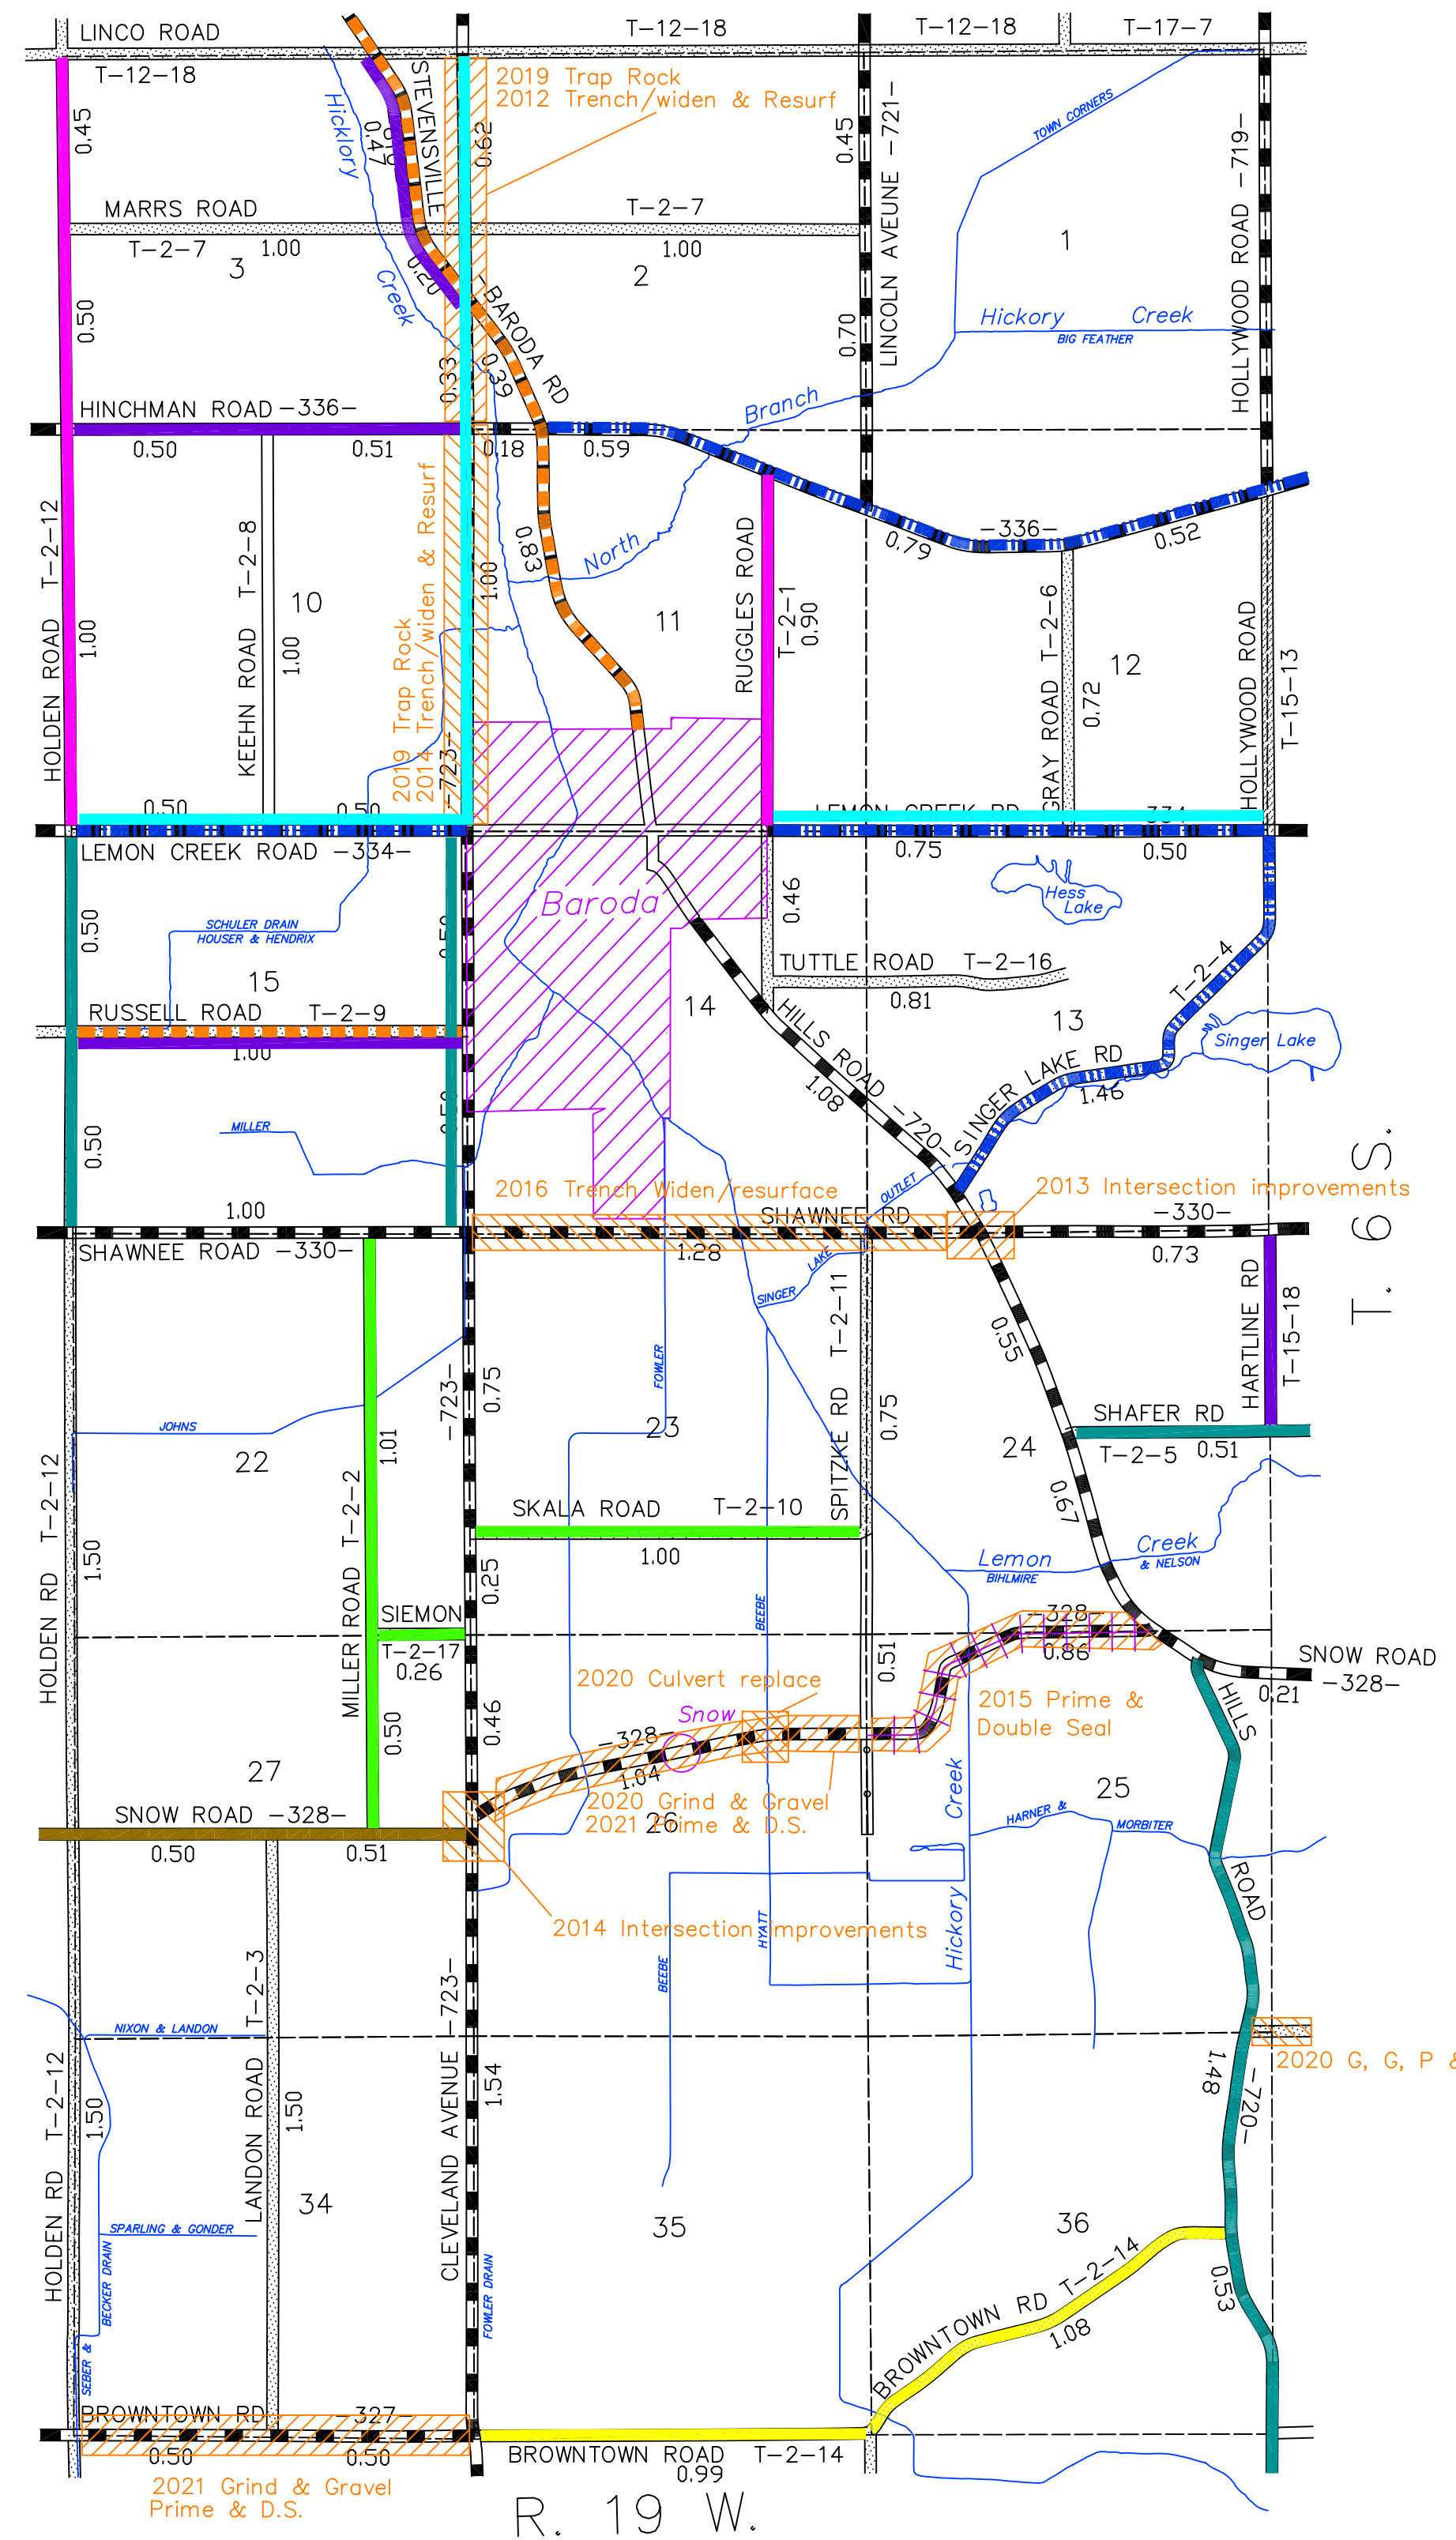 LINCO ROAD
T-12-18
T-12-18
T-17-7
T-12-18
2019 Trap Rock
2012 Trench/widen & Resurf
STEVENSVILLE
Hicklory
Creek
0.45
0.47
0.62
0.45
LINCOLN AVEUNE -721-
TOWN CORNERS
HOLLYWOOD ROAD -719-
MARRS ROAD
T-2-7
T-2-7
1.00
1.00
3
2
1
0.20
0.50
0.33
-BARODA RD
0.39
0.70
Hickory Creek
BIG FEATHER
HINCHMAN ROAD -336-
0.50
0.51
0.18
0.59
Branch
North
HOLDEN ROAD T-2-12
KEEHN ROAD T-2-8
1.00
1.00
10
2019 Trap Rock
2014 Trench/widen & Resurf
-723-
1.00
0.83
11
RUGGLES ROAD
T-2-1
0.90
0.79
-336-
0.52
GRAY ROAD T-2-6
0.72
12
HOLLYWOOD ROAD
T-15-13
0.50
0.50
LEMON CREEK RD
334
LEMON CREEK ROAD -334-
0.75
0.50
0.50
0.50
SCHULER DRAIN
HOUSER & HENDRIX
15
Baroda
0.46
Hess
Lake
TUTTLE ROAD T-2-16
0.81
T-2-4
RUSSELL ROAD T-2-9
1.00
14
13
Singer Lake
HILLS ROAD -720-
1.08
SINGER LAKE RD
1.46
0.50
0.50
MILLER
OUTLET
2016 Trench Widen/resurface
2013 Intersection improvements
1.00
SHAWNEE RD
-330-
SHAWNEE ROAD -330-
1.28
0.73
SINGER
LAKE
T. 6 S.
HOLDEN RD T-2-12
1.50
JOHNS
22
MILLER ROAD T-2-2
1.01
-723-
0.75
FOWLER
23
SPITZKE RD T-2-11
0.75
0.55
24
HARTLINE RD
T-15-18
SHAFER RD
T-2-5 0.51
SKALA ROAD T-2-10
1.00
0.67
0.25
Lemon
BIHLMIRE
Creek
& NELSON
SIEMON
T-2-17
0.26
BEEBE
0.51
-328-
0.86
SNOW ROAD
-328-
0.21
2020 Culvert replace
Snow
2015 Prime &
Double Seal
0.50
0.46
-328-
1.04
27
2020 Grind & Gravel
2021 Prime & D.S.
26
SNOW ROAD -328-
0.50
0.51
Creek
Hickory
25
HARNER &
MORBITER
HILLS
ROAD
2014 Intersection improvements
HYATT
BEEBE
LANDON ROAD T-2-3
CLEVELAND AVENUE -723-
NIXON & LANDON
HOLDEN RD T-2-12
1.50
1.50
1.54
2020 G, G, P &
1.48
-720-
34
35
36
SPARLING & GONDER
BECKER DRAIN
SEBER &
FOWLER DRAIN
BROWNTOWN RD T-2-14
1.08
0.53
BROWNTOWN RD -327-
0.50
0.50
BROWNTOWN ROAD T-2-14
0.99
2021 Grind & Gravel
Prime & D.S.
R. 19 W.